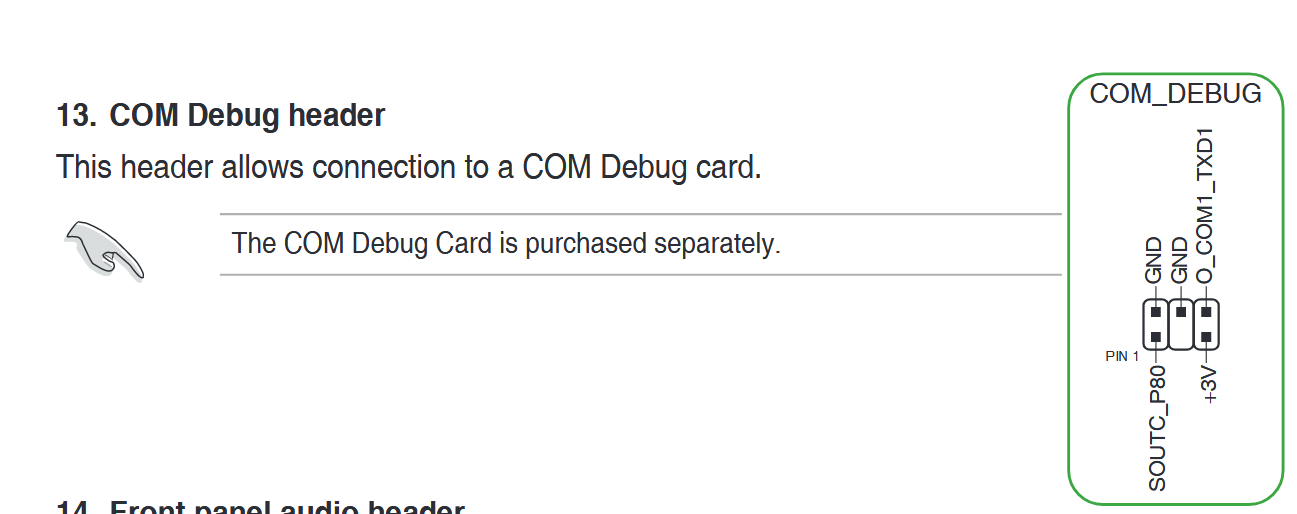 13. COM Debug header
This header allows connection to a COM Debug card.
The COM Debug Card is purchased separately.
COM_DEBUG
GND
GND
O_COM1_TXD1
PIN 1
SOUTC_P80
+3V
14. Front panel audio header